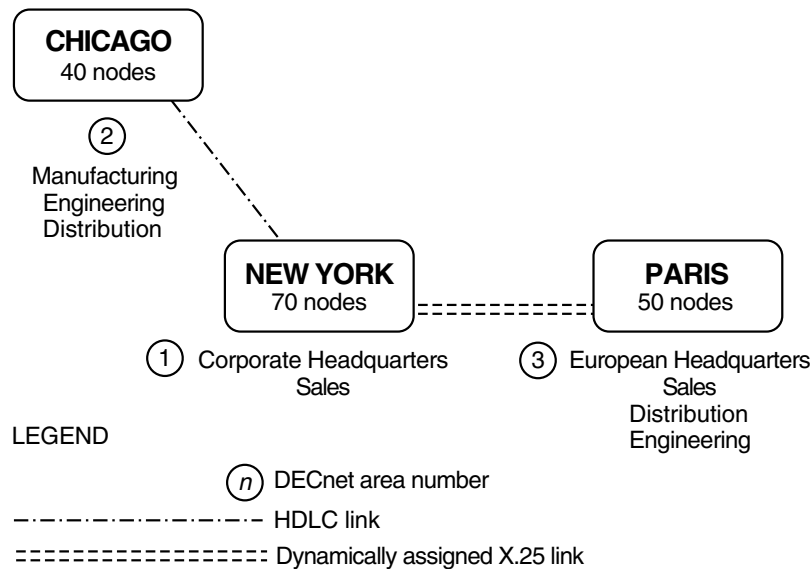 CHICAGO
40 nodes
2
Manufacturing
Engineering
Distribution
NEW YORK
70 nodes
PARIS
50 nodes
1 Corporate Headquarters
Sales
3 European Headquarters
Sales
Distribution
Engineering
LEGEND
n DECnet area number
HDLC link
Dynamically assigned X.25 link